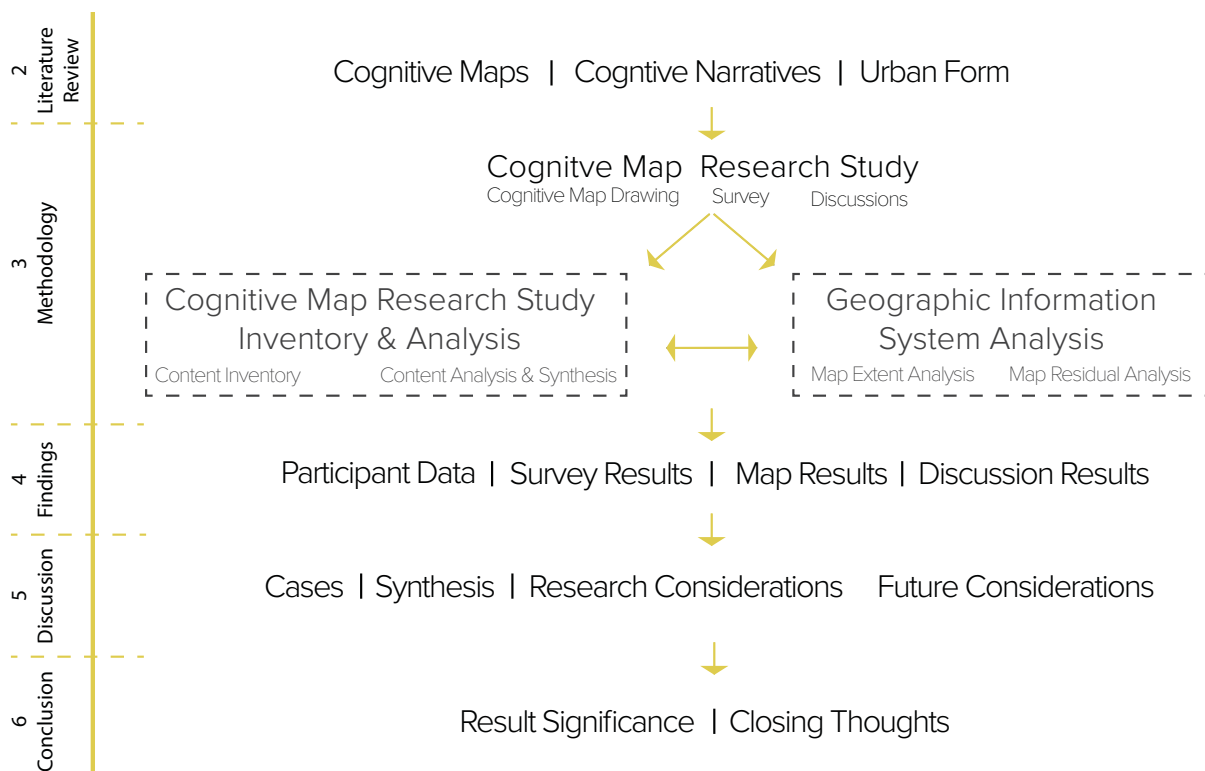 2
Literature
Review
Cognitive Maps | Cogntive Narratives | Urban Form
3
Methodology
Cognitve Map Research Study
Cognitive Map Drawing Survey Discussions
Cognitive Map Research Study
Inventory & Analysis
Content Inventory Content Analysis & Synthesis
Geographic Information
System Analysis
Map Extent Analysis Map Residual Analysis
4
Findings
Participant Data | Survey Results | Map Results | Discussion Results
5
Discussion
Cases | Synthesis | Research Considerations Future Considerations
6
Conclusion
Result Significance | Closing Thoughts